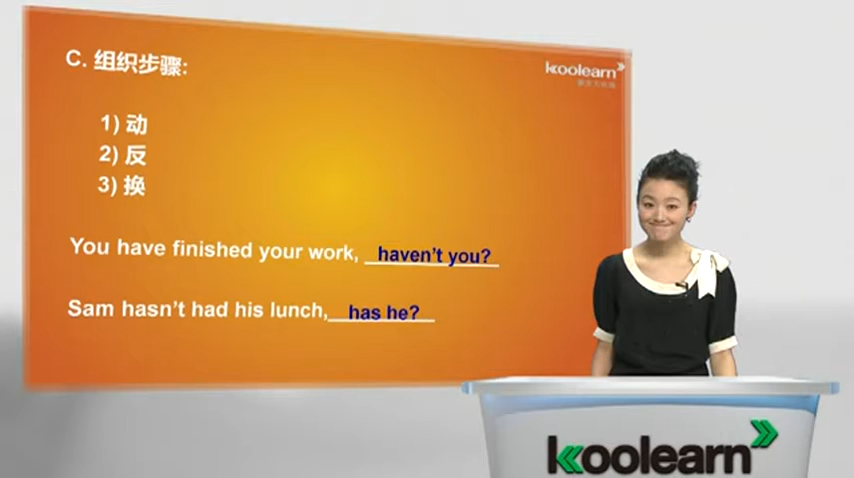 C. 组织步骤:
koolearn
1) 动
2) 反
3) 换
You have finished your work, haven't you?
Sam hasn't had his lunch, has he?
koolearn